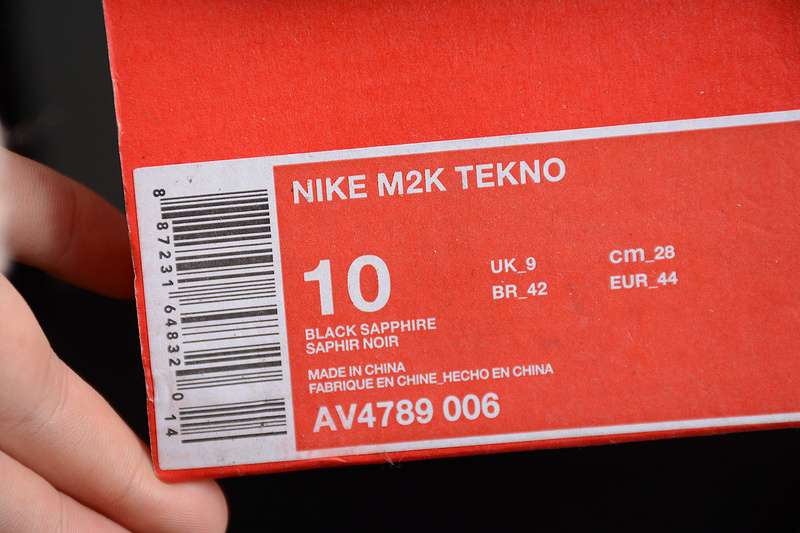 NIKE M2K TEKNO
10
UK_9
cm_28
BR_42
EUR_44
BLACK SAPPHIRE
SAPHIR NOIR
MADE IN CHINA
FABRIQUE EN CHINE_HECHO EN CHINA
AV4789 006
8 87231 64832 0 14